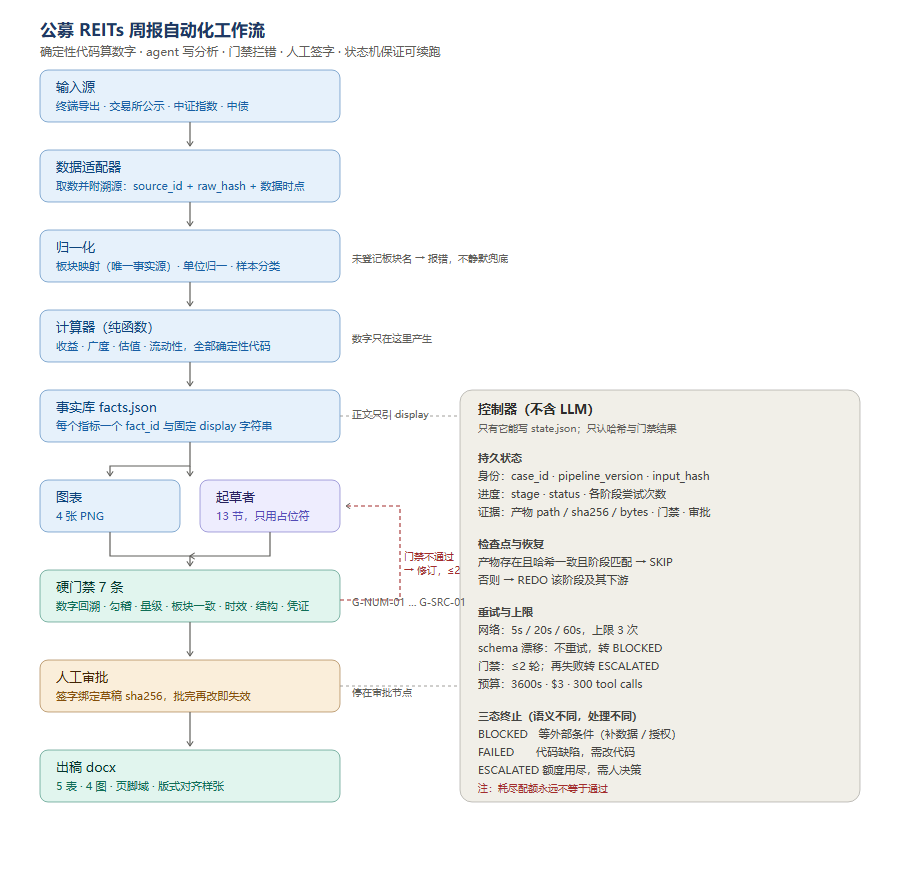 公募 REITs 周报自动化工作流
确定性代码算数字 · agent 写分析 · 门禁拦错 · 人工签字 · 状态机保证可续跑
输入源
终端导出 · 交易所公示 · 中证指数 · 中债
数据适配器
取数并附溯源：source_id + raw_hash + 数据时点
归一化
板块映射（唯一事实源）· 单位归一 · 样本分类
未登记板块名 → 报错，不静默兜底
计算器（纯函数）
收益 · 广度 · 估值 · 流动性，全部确定性代码
数字只在这里产生
事实库 facts.json
每个指标一个 fact_id 与固定 display 字符串
正文只引 display
图表
4 张 PNG
起草者
13 节，只用占位符
门禁不通过
→ 修订，≤2
硬门禁 7 条
数字回溯 · 勾稽 · 量级 · 板块一致 · 时效 · 结构 · 凭证
G-NUM-01 ... G-SRC-01
人工审批
签字绑定草稿 sha256，批完再改即失效
停在审批节点
出稿 docx
5 表 · 4 图 · 页脚域 · 版式对齐样张
控制器（不含 LLM）
只有它能写 state.json；只认哈希与门禁结果
持久状态
身份：case_id · pipeline_version · input_hash
进度：stage · status · 各阶段尝试次数
证据：产物 path / sha256 / bytes · 门禁 · 审批
检查点与恢复
产物存在且哈希一致且阶段匹配 → SKIP
否则 → REDO 该阶段及其下游
重试与上限
网络：5s / 20s / 60s，上限 3 次
schema 漂移：不重试，转 BLOCKED
门禁：≤2 轮；再失败转 ESCALATED
预算：3600s · $3 · 300 tool calls
三态终止（语义不同，处理不同）
BLOCKED 等外部条件（补数据 / 授权）
FAILED 代码缺陷，需改代码
ESCALATED 额度用尽，需人决策
注：耗尽配额永远不等于通过